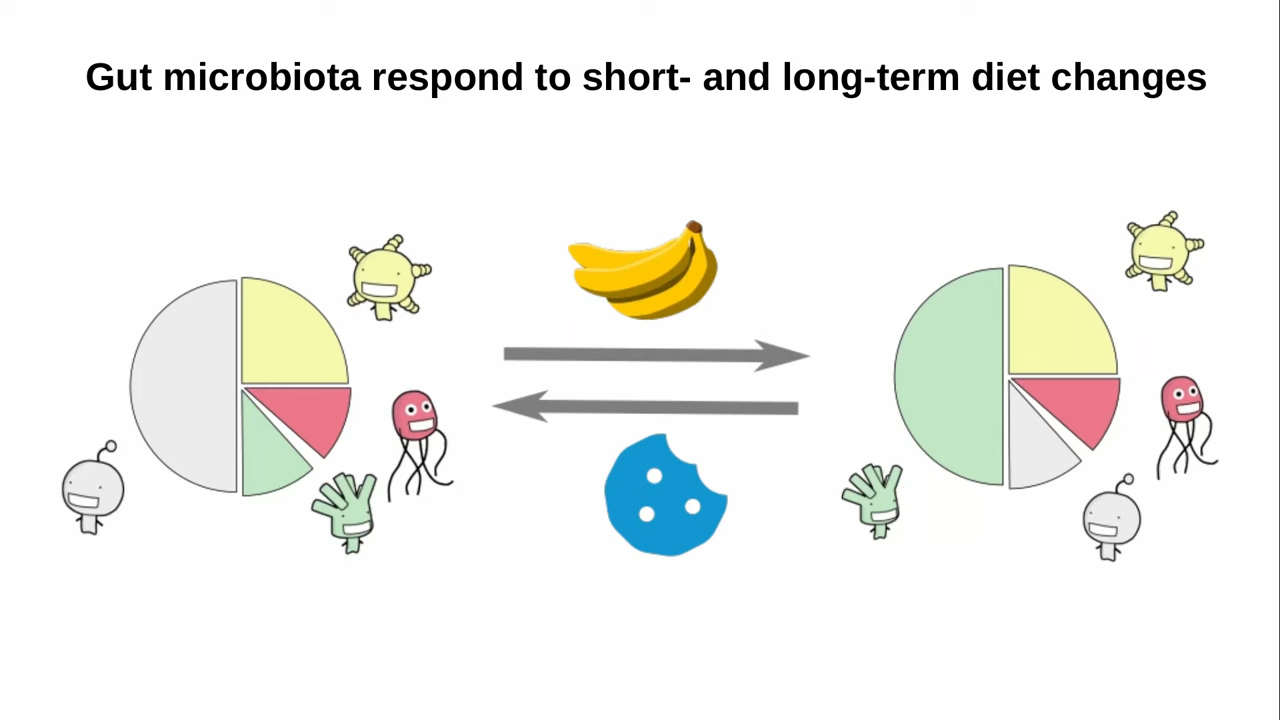 Gut microbiota respond to short- and long-term diet changes